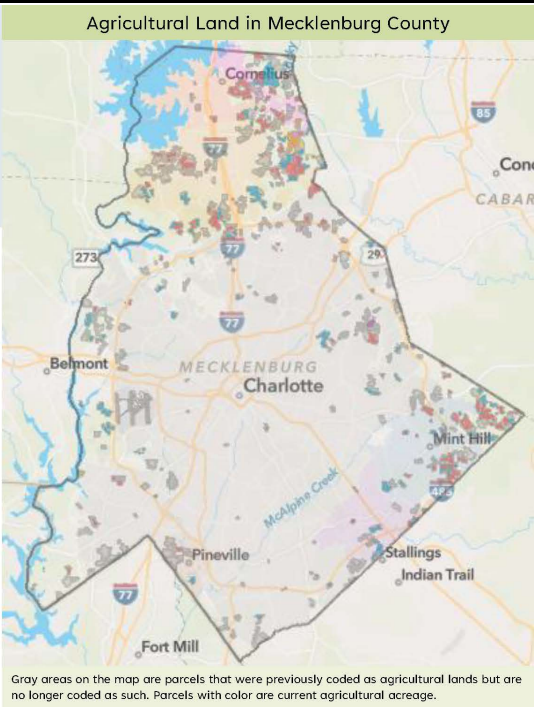 Agricultural Land in Mecklenburg County
Cornelius
85
77
Conc
CABAR
77
29
273
77
MECKLENBURG
Belmont
Charlotte
Mint Hill
485
McAlpine Creek
Stallings
Pineville
Indian Trail
77
Fort Mill
Gray areas on the map are parcels that were previously coded as agricultural lands but are
no longer coded as such. Parcels with color are current agricultural acreage.